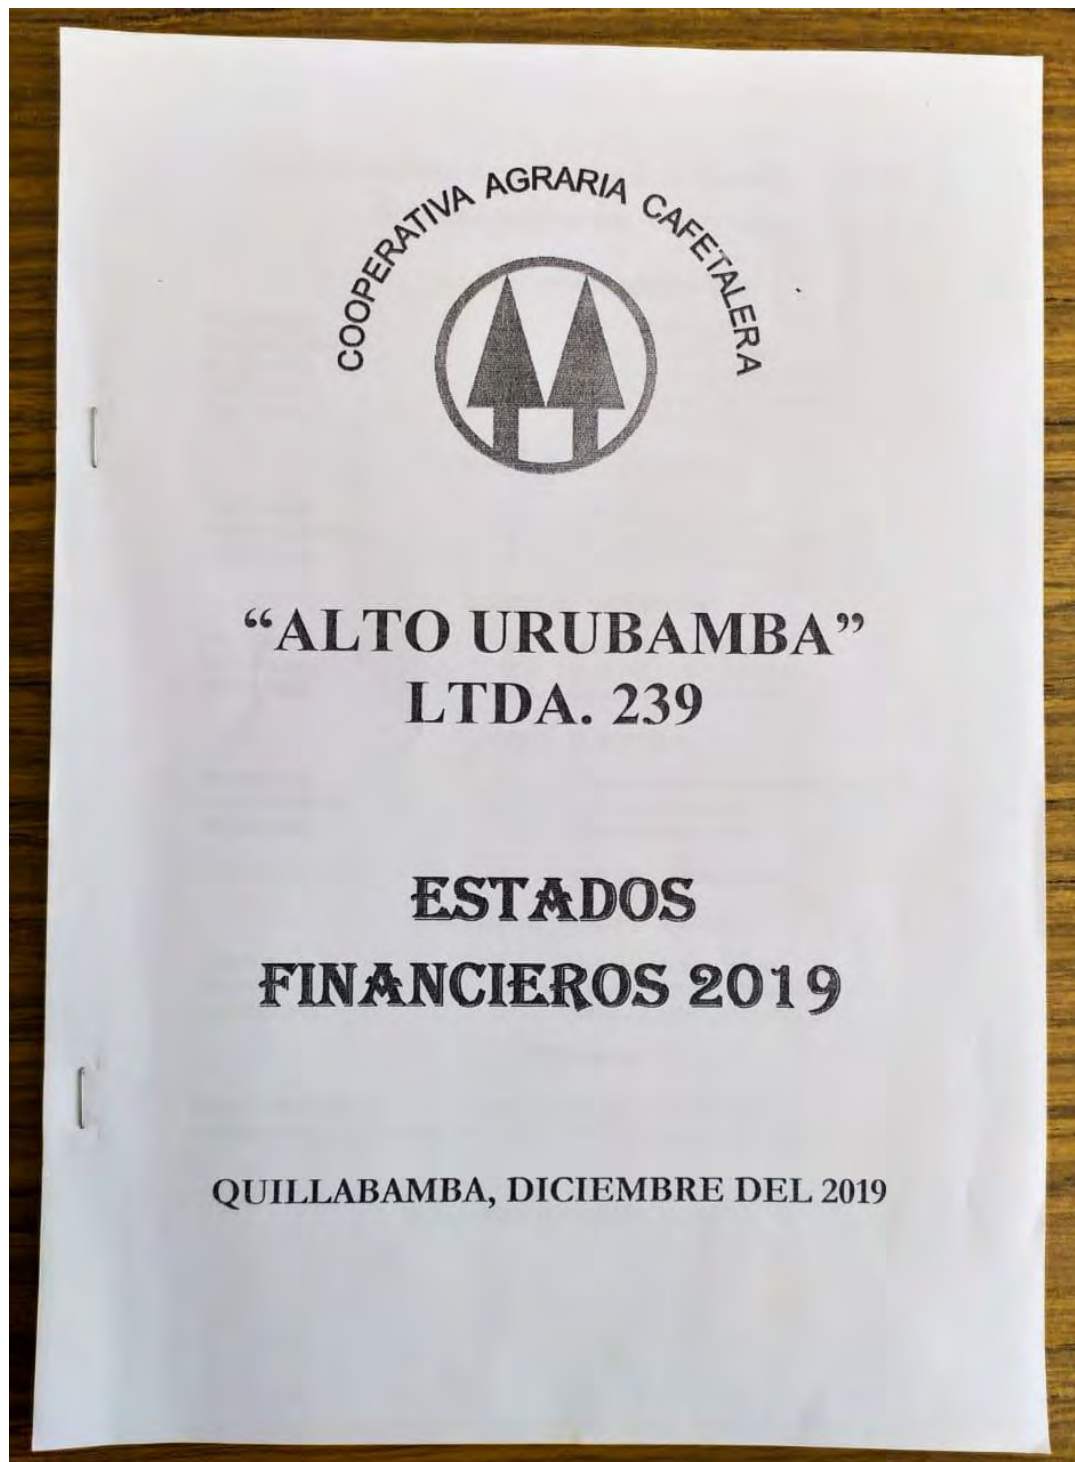 COOPERATIVA AGRARIA CAFETALERA
“ALTO URUBAMBA”
LTDA. 239
ESTADOS
FINANCIEROS 2019
QUILLABAMBA, DICIEMBRE DEL 2019